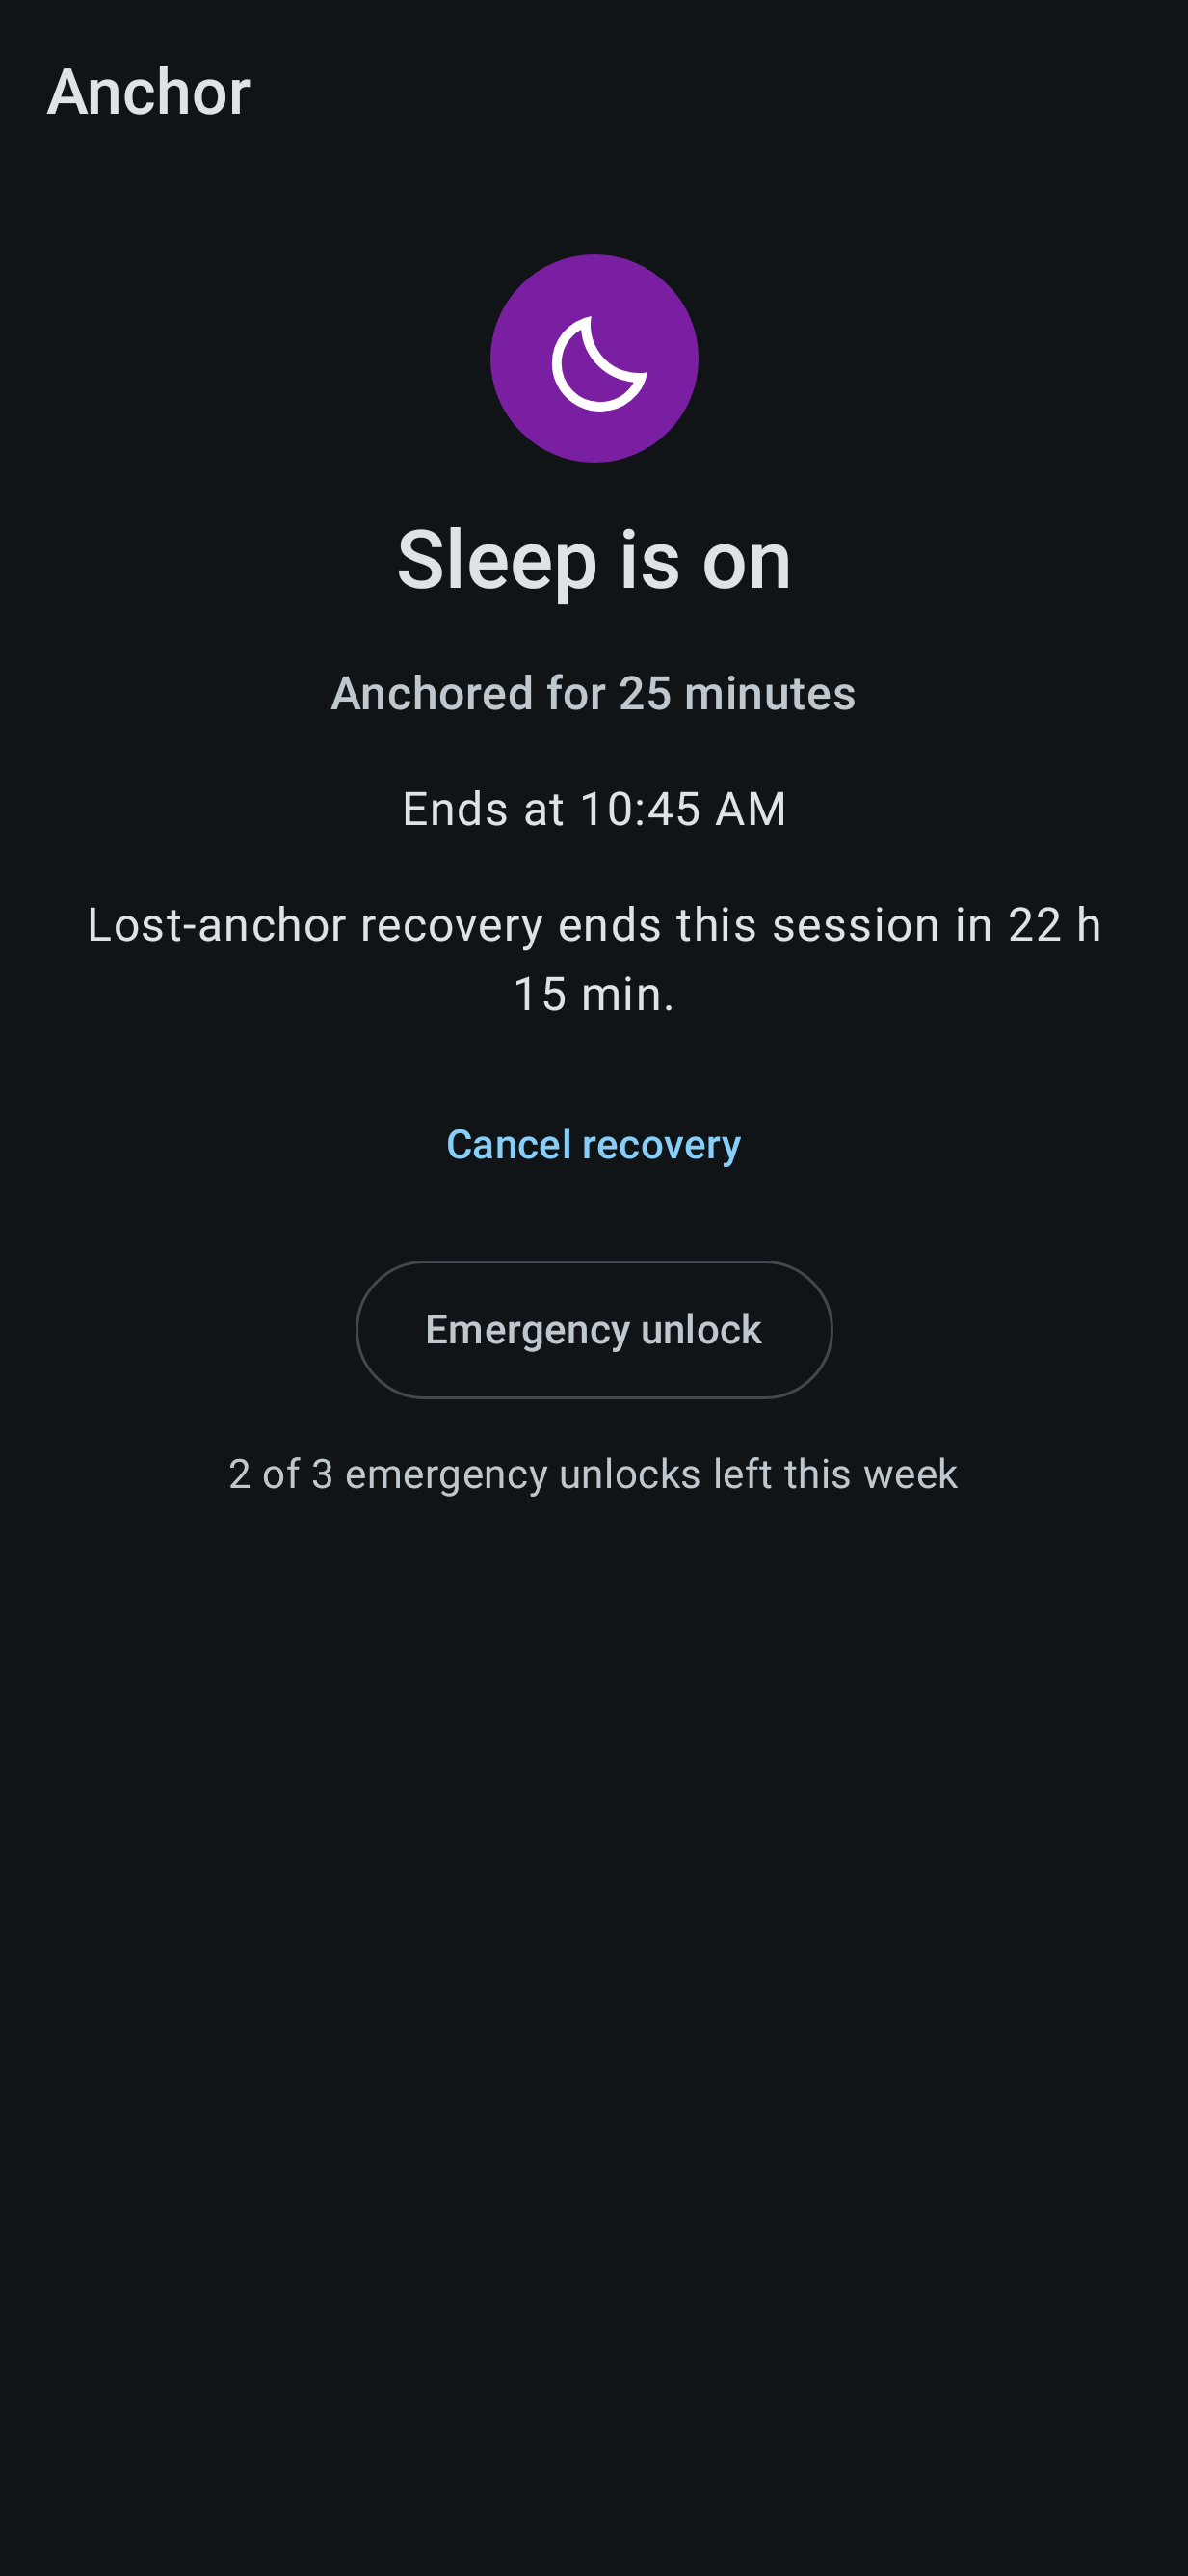 Anchor
Sleep is on
Anchored for 25 minutes
Ends at 10:45 AM
Lost-anchor recovery ends this session in 22 h
15 min.
Cancel recovery
Emergency unlock
2 of 3 emergency unlocks left this week